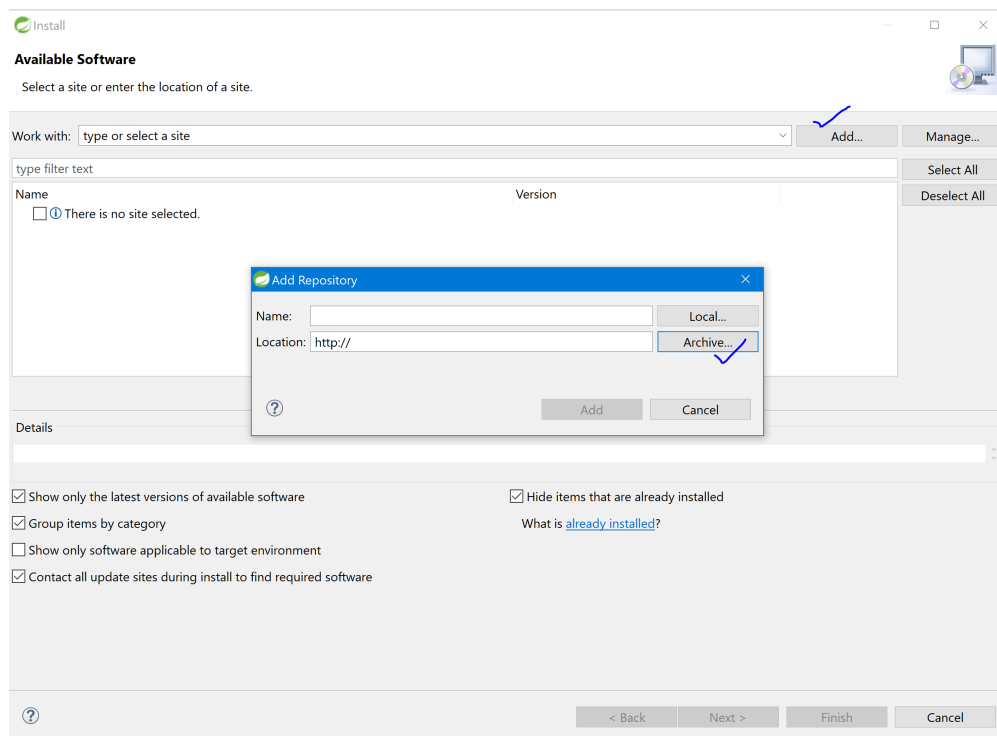 Install
Available Software
Select a site or enter the location of a site.
Work with: type or select a site Add... Manage...
type filter text Select All
Name Version Deselect All
There is no site selected.
Add Repository
Name: Local...
Location: http:// Archive...
Add Cancel
Details
Show only the latest versions of available software Hide items that are already installed
Group items by category What is already installed?
Show only software applicable to target environment
Contact all update sites during install to find required software
< Back Next > Finish Cancel